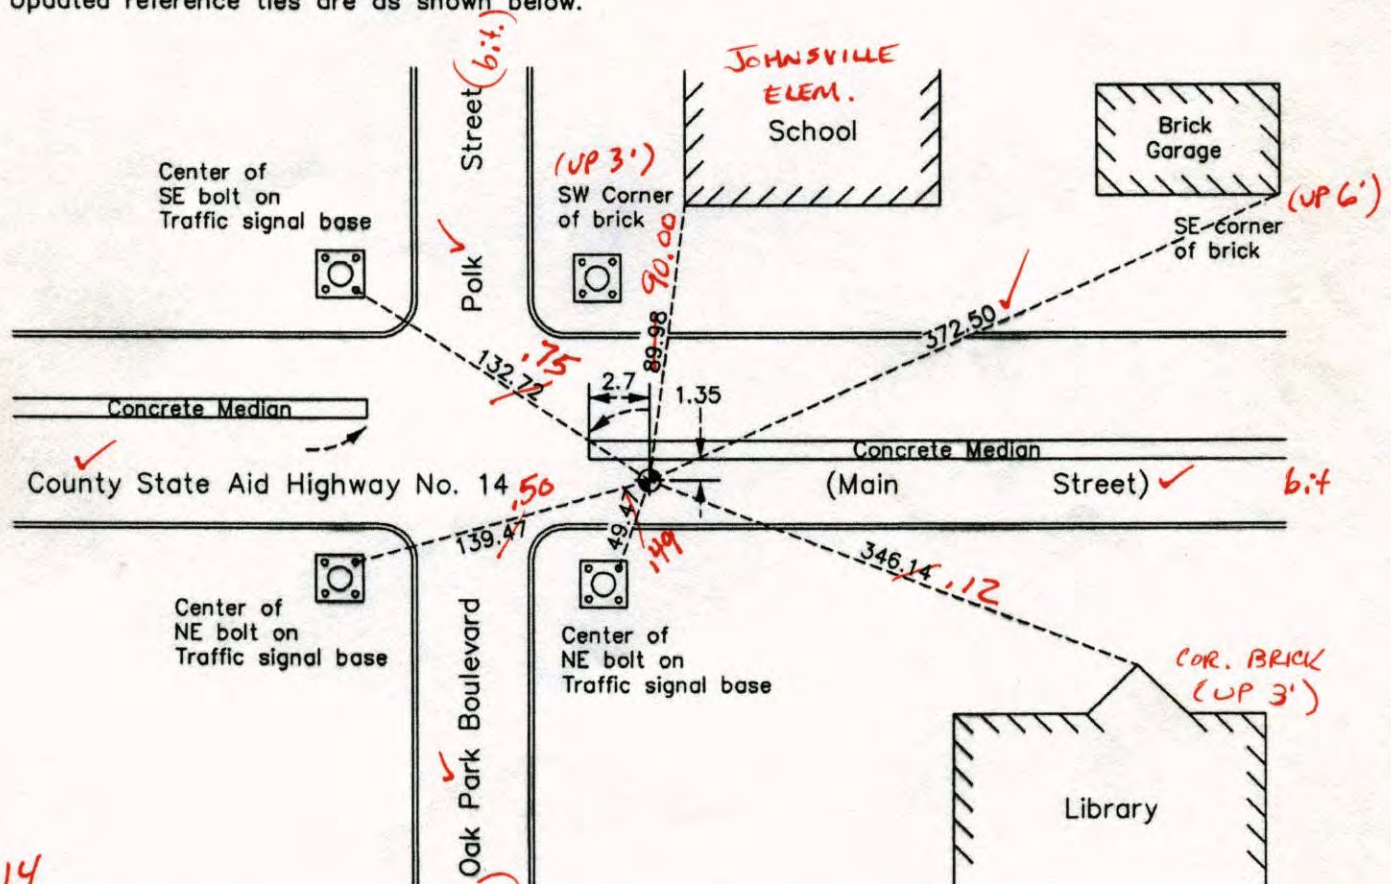 Updated reference ties are as shown below.
Street (bit.)
Polk
JOHNSVILLE
ELEM.
School
Brick
Garage
(UP 6')
SE corner
of brick
Center of
SE bolt on
Traffic signal base
(UP 3')
SW Corner
of brick
90.00
89.98
372.50
132.72
.75
2.7
1.35
Concrete Median
Concrete Median
County State Aid Highway No. 14
(Main Street)
bit
.50
139.47
49.47
.49
346.14
.12
Center of
NE bolt on
Traffic signal base
Center of
NE bolt on
Traffic signal base
COR. BRICK
(UP 3')
Oak Park Boulevard
Library
14